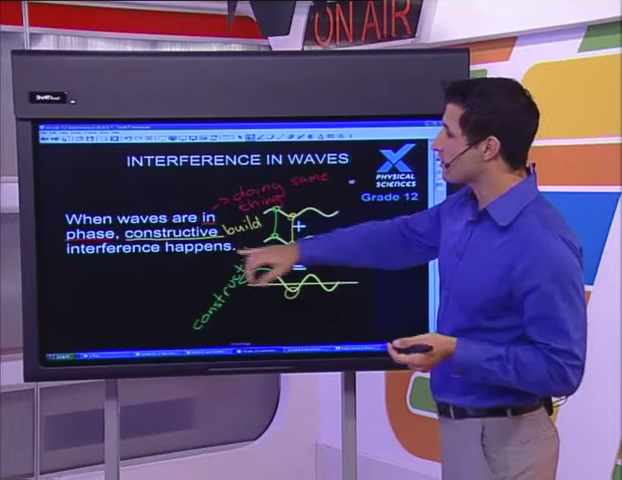 ON AIR
SMART
INTERFERENCE IN WAVES
X
PHYSICAL
SCIENCES
Grade 12
→ doing same
thing
When waves are in
phase, constructive
interference happens.
build
construct
+
=